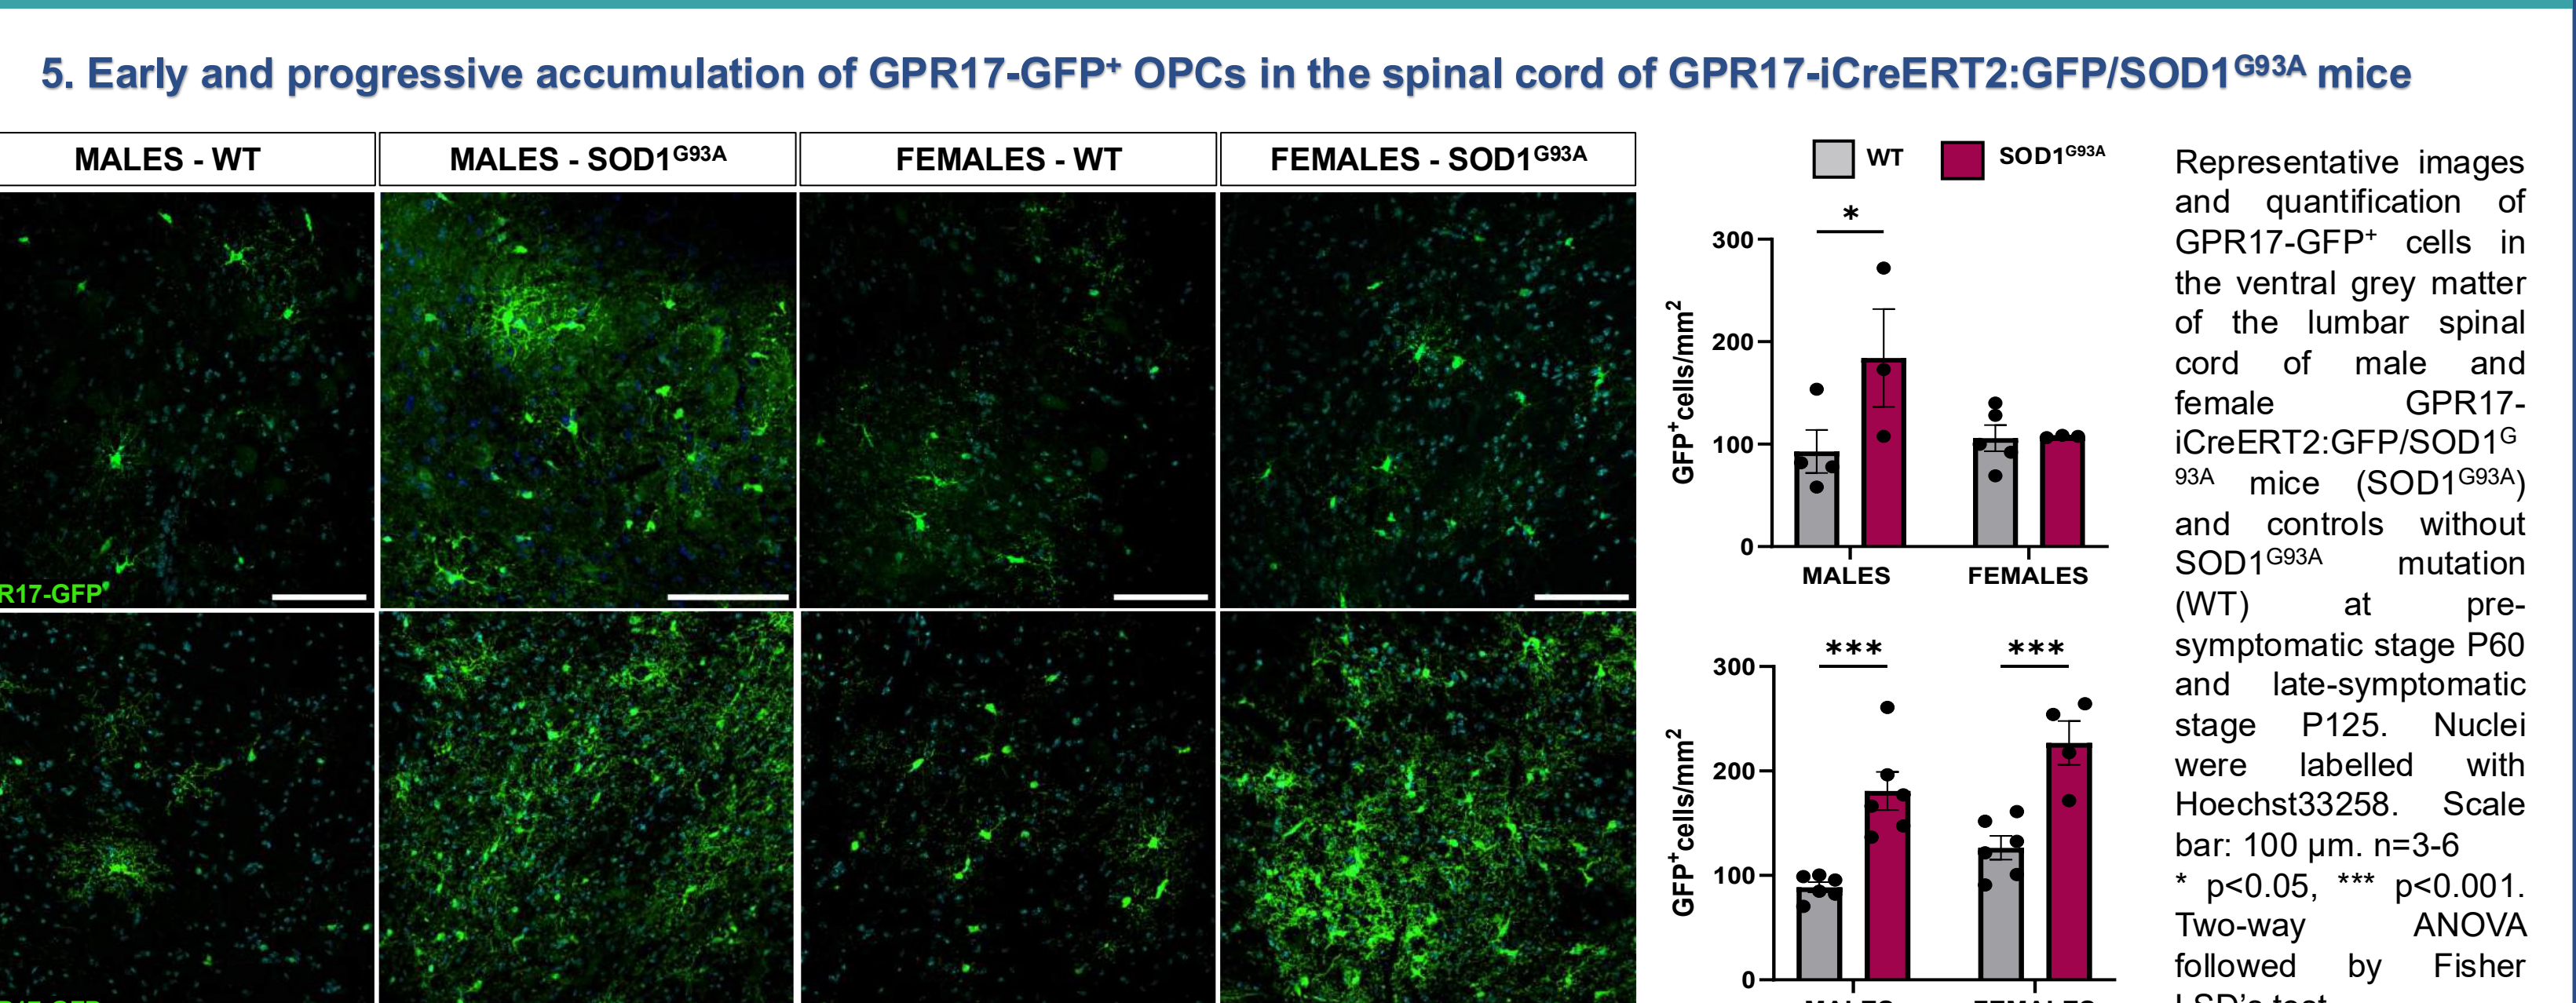 5. Early and progressive accumulation of GPR17-GFP⁺ OPCs in the spinal cord of GPR17-iCreERT2:GFP/SOD1ᴳ⁹³ᴬ mice
MALES - WT
MALES - SOD1ᴳ⁹³ᴬ
FEMALES - WT
FEMALES - SOD1ᴳ⁹³ᴬ
R17-GFP
WT
SOD1ᴳ⁹³ᴬ
*
300
200
100
0
GFP⁺cells/mm²
MALES
FEMALES
***
***
300
200
100
0
GFP⁺cells/mm²
MALES
FEMALES
Representative images
and quantification of
GPR17-GFP⁺ cells in
the ventral grey matter
of the lumbar spinal
cord of male and
female GPR17-
iCreERT2:GFP/SOD1ᴳ
⁹³ᴬ mice (SOD1ᴳ⁹³ᴬ)
and controls without
SOD1ᴳ⁹³ᴬ mutation
(WT) at pre-
symptomatic stage P60
and late-symptomatic
stage P125. Nuclei
were labelled with
Hoechst33258. Scale
bar: 100 µm. n=3-6
* p<0.05, *** p<0.001.
Two-way ANOVA
followed by Fisher
LSD's test